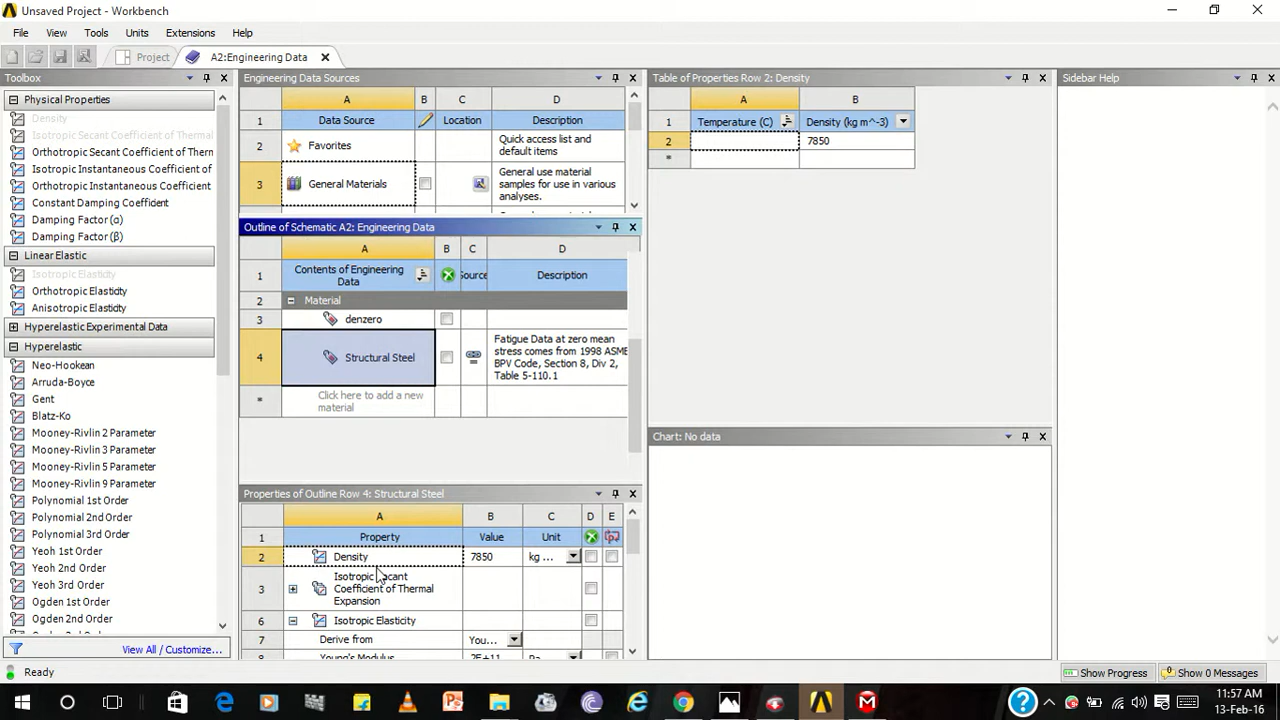 Unsaved Project - Workbench
File View Tools Units Extensions Help
Project A2:Engineering Data
Toolbox
Physical Properties
Density
Isotropic Secant Coefficient of Thermal
Orthotropic Secant Coefficient of Therm
Isotropic Instantaneous Coefficient of
Orthotropic Instantaneous Coefficient
Constant Damping Coefficient
Damping Factor (α)
Damping Factor (β)
Linear Elastic
Isotropic Elasticity
Orthotropic Elasticity
Anisotropic Elasticity
Hyperelastic Experimental Data
Hyperelastic
Neo-Hookean
Arruda-Boyce
Gent
Blatz-Ko
Mooney-Rivlin 2 Parameter
Mooney-Rivlin 3 Parameter
Mooney-Rivlin 5 Parameter
Mooney-Rivlin 9 Parameter
Polynomial 1st Order
Polynomial 2nd Order
Polynomial 3rd Order
Yeoh 1st Order
Yeoh 2nd Order
Yeoh 3rd Order
Ogden 1st Order
Ogden 2nd Order
View All / Customize...
Engineering Data Sources
A B C D
1 Data Source Location Description
2 Favorites Quick access list and
default items
3 General Materials General use material
samples for use in various
analyses.
Outline of Schematic A2: Engineering Data
A B C D
1 Contents of Engineering
Data Source Description
2 Material
3 denzero
4 Structural Steel Fatigue Data at zero mean
stress comes from 1998 ASME
BPV Code, Section 8, Div 2,
Table 5-110.1
* Click here to add a new
material
Properties of Outline Row 4: Structural Steel
A B C D E
1 Property Value Unit
2 Density 7850 kg ...
3 Isotropic Secant
Coefficient of Thermal
Expansion
6 Isotropic Elasticity
7 Derive from You...
8 Young's Modulus 2E+11 Pa
Table of Properties Row 2: Density
A B
1 Temperature (C) Density (kg m^-3)
2 7850
*
Chart: No data
Sidebar Help
Ready
Show Progress Show 0 Messages
11:57 AM
13-Feb-16